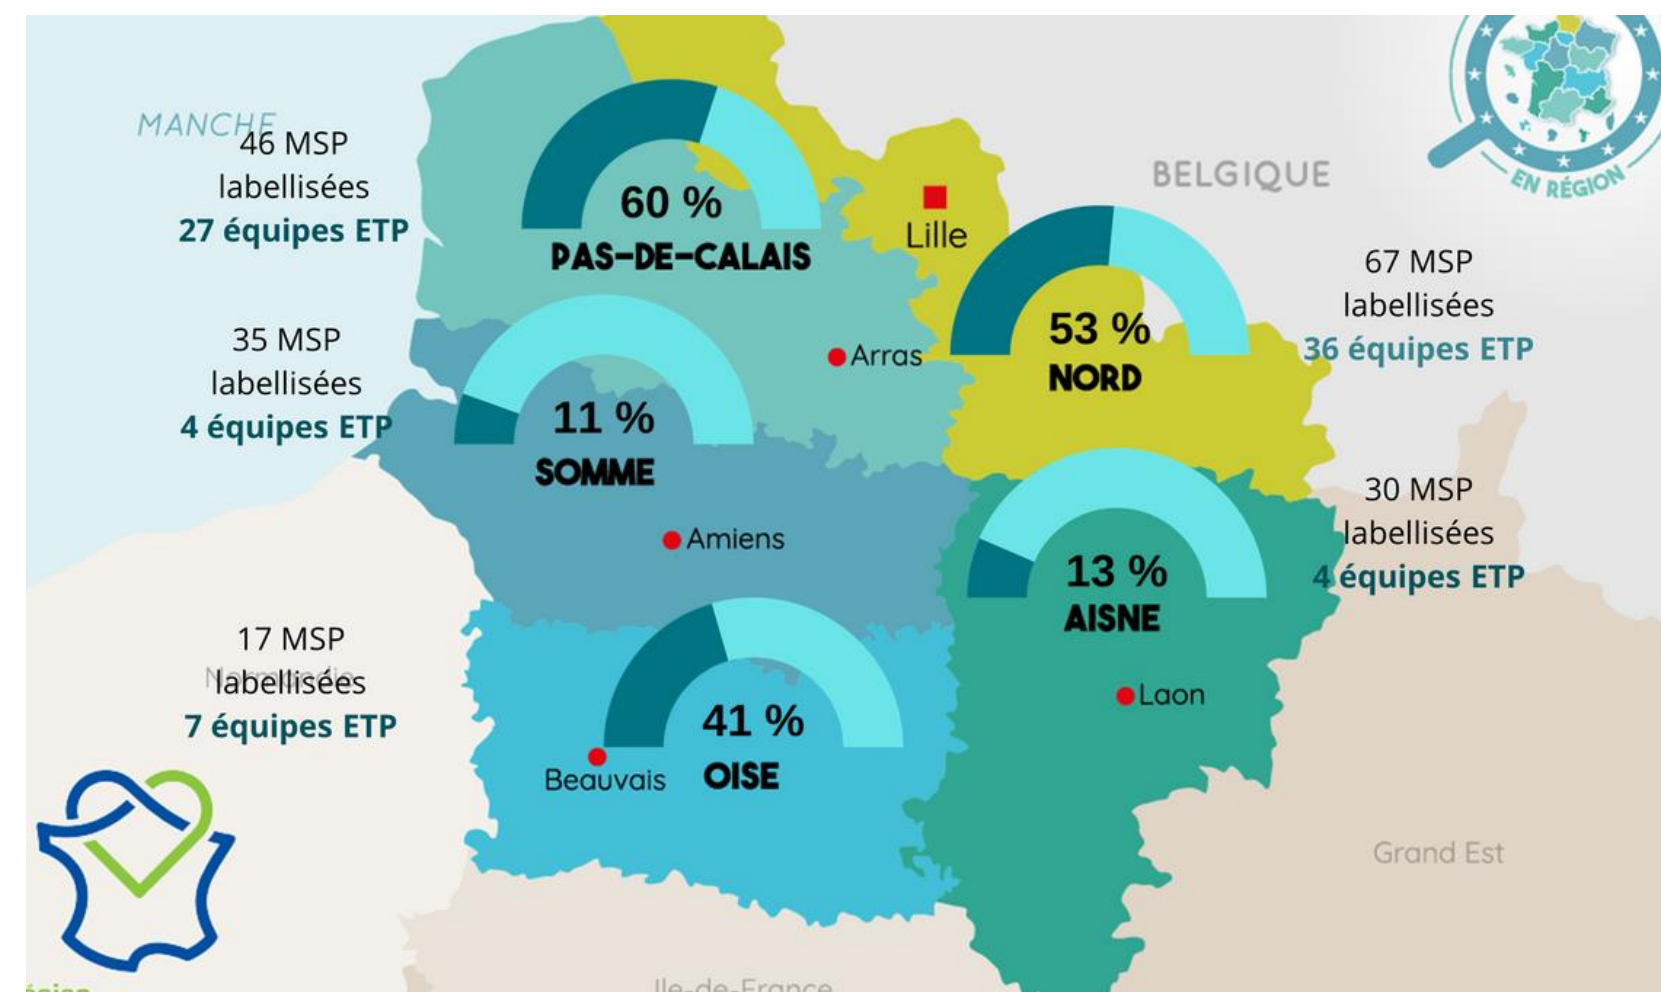 MANCHE
46 MSP
labellisées
27 équipes ETP
60 %
PAS-DE-CALAIS
Lille
BELGIQUE
EN RÉGION
67 MSP
labellisées
36 équipes ETP
53 %
NORD
Arras
35 MSP
labellisées
4 équipes ETP
11 %
SOMME
Amiens
30 MSP
labellisées
4 équipes ETP
13 %
AISNE
Laon
17 MSP
Normandie
labellisées
7 équipes ETP
41 %
OISE
Beauvais
Grand Est
Ile-de-France